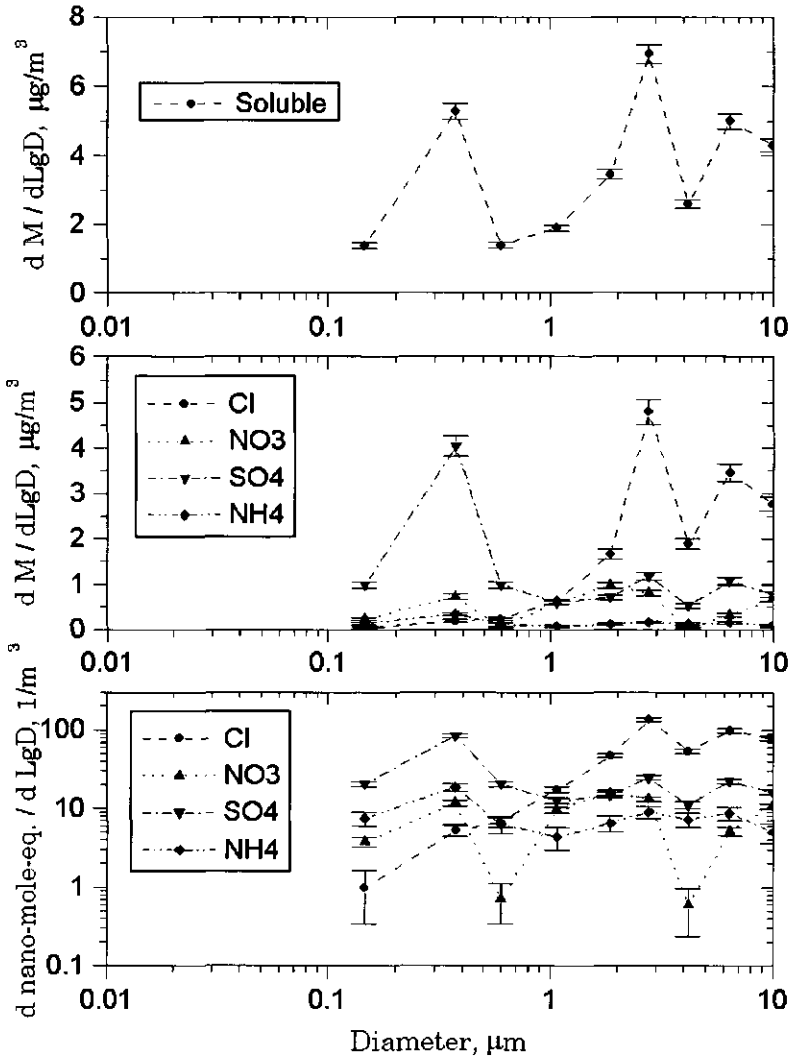 8
6
4
2
0
d M / dLgD, µg/m³
Soluble
0.01 0.1 1 10
6
5
4
3
2
1
0
d M / dLgD, µg/m³
Cl
NO3
SO4
NH4
0.01 0.1 1 10
100
10
1
0.1
d nano-mole-eq. / d LgD, 1/m³
Cl
NO3
SO4
NH4
0.01 0.1 1 10
Diameter, µm